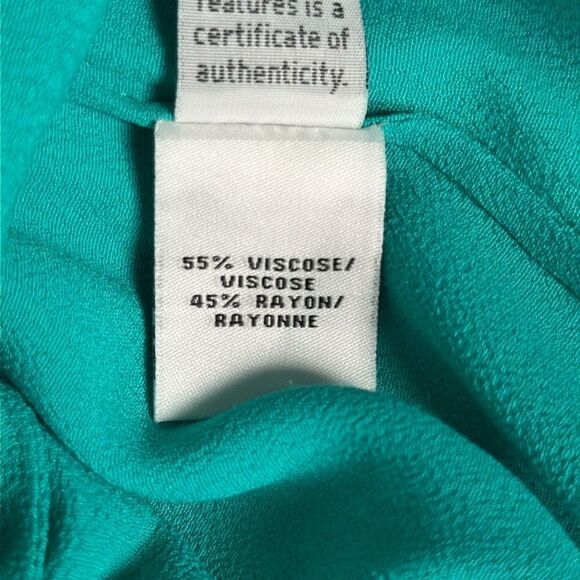 features is a
certificate of
authenticity.
55% VISCOSE/
VISCOSE
45% RAYON/
RAYONNE